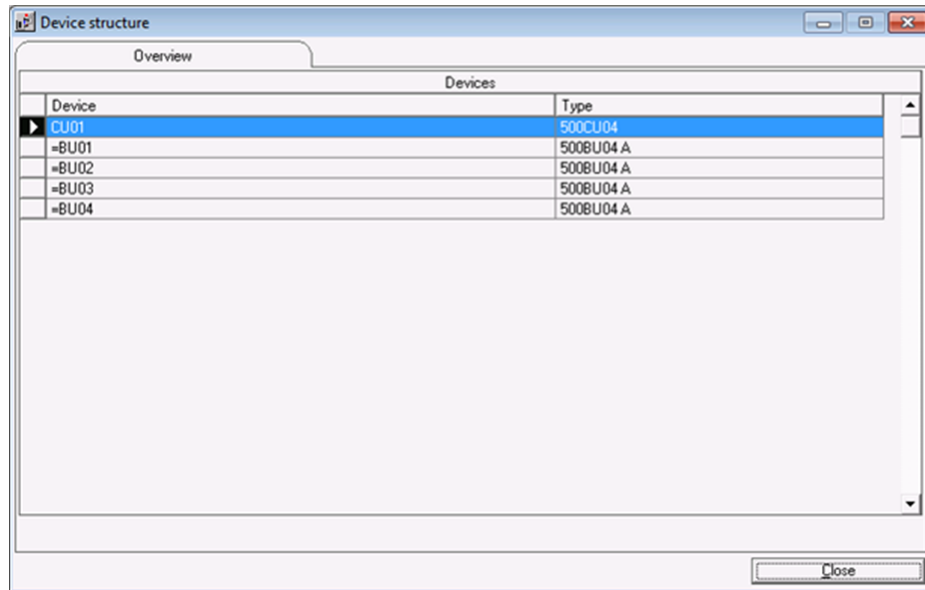 Device structure
Overview
Devices
Device Type
CU01 500CU04
=BU01 500BU04 A
=BU02 500BU04 A
=BU03 500BU04 A
=BU04 500BU04 A
Close